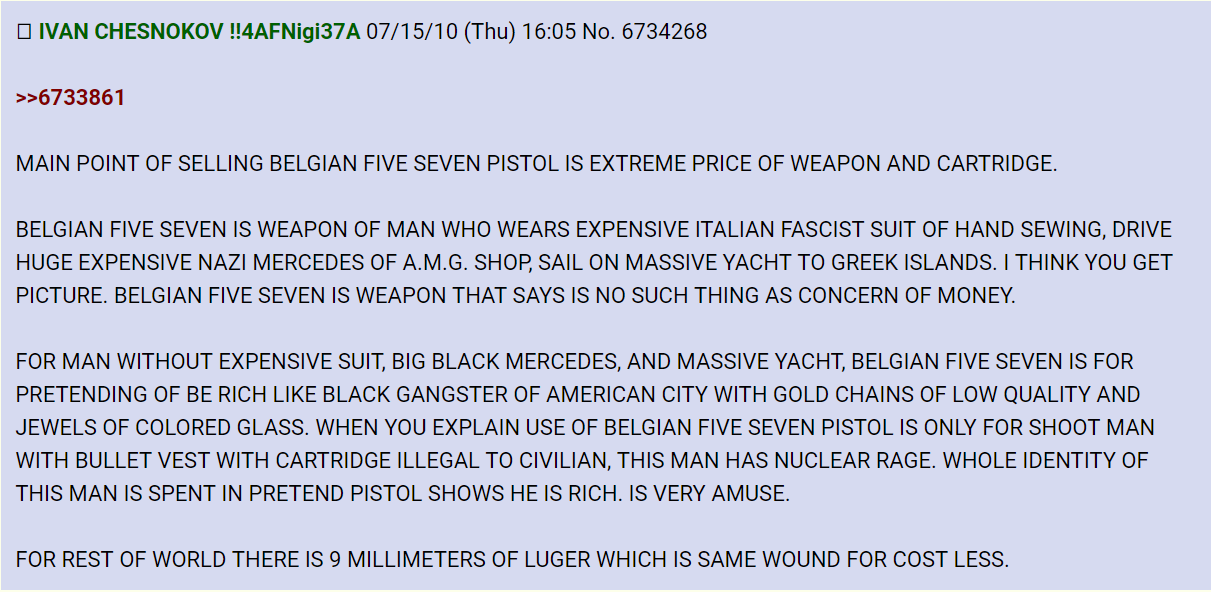 IVAN CHESNOKOV !!4AFNigi37A 07/15/10 (Thu) 16:05 No. 6734268
>>6733861
MAIN POINT OF SELLING BELGIAN FIVE SEVEN PISTOL IS EXTREME PRICE OF WEAPON AND CARTRIDGE.
BELGIAN FIVE SEVEN IS WEAPON OF MAN WHO WEARS EXPENSIVE ITALIAN FASCIST SUIT OF HAND SEWING, DRIVE
HUGE EXPENSIVE NAZI MERCEDES OF A.M.G. SHOP, SAIL ON MASSIVE YACHT TO GREEK ISLANDS. I THINK YOU GET
PICTURE. BELGIAN FIVE SEVEN IS WEAPON THAT SAYS IS NO SUCH THING AS CONCERN OF MONEY.
FOR MAN WITHOUT EXPENSIVE SUIT, BIG BLACK MERCEDES, AND MASSIVE YACHT, BELGIAN FIVE SEVEN IS FOR
PRETENDING OF BE RICH LIKE BLACK GANGSTER OF AMERICAN CITY WITH GOLD CHAINS OF LOW QUALITY AND
JEWELS OF COLORED GLASS. WHEN YOU EXPLAIN USE OF BELGIAN FIVE SEVEN PISTOL IS ONLY FOR SHOOT MAN
WITH BULLET VEST WITH CARTRIDGE ILLEGAL TO CIVILIAN, THIS MAN HAS NUCLEAR RAGE. WHOLE IDENTITY OF
THIS MAN IS SPENT IN PRETEND PISTOL SHOWS HE IS RICH. IS VERY AMUSE.
FOR REST OF WORLD THERE IS 9 MILLIMETERS OF LUGER WHICH IS SAME WOUND FOR COST LESS.